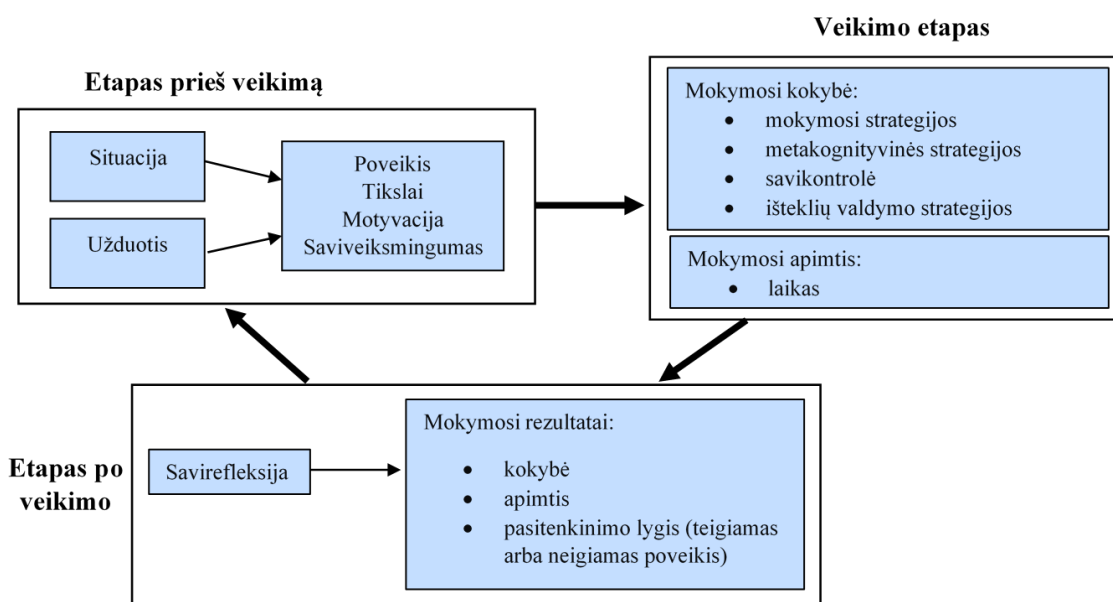 Etapas prieš veikimą
Situacija
Užduotis
Poveikis
Tikslai
Motyvacija
Saviveiksmingumas
Veikimo etapas
Mokymosi kokybė:
• mokymosi strategijos
• metakognityvinės strategijos
• savikontrolė
• išteklių valdymo strategijos
Mokymosi apimtis:
• laikas
Etapas po
veikimo
Savirefleksija
Mokymosi rezultatai:
• kokybė
• apimtis
• pasitenkinimo lygis (teigiamas
arba neigiamas poveikis)